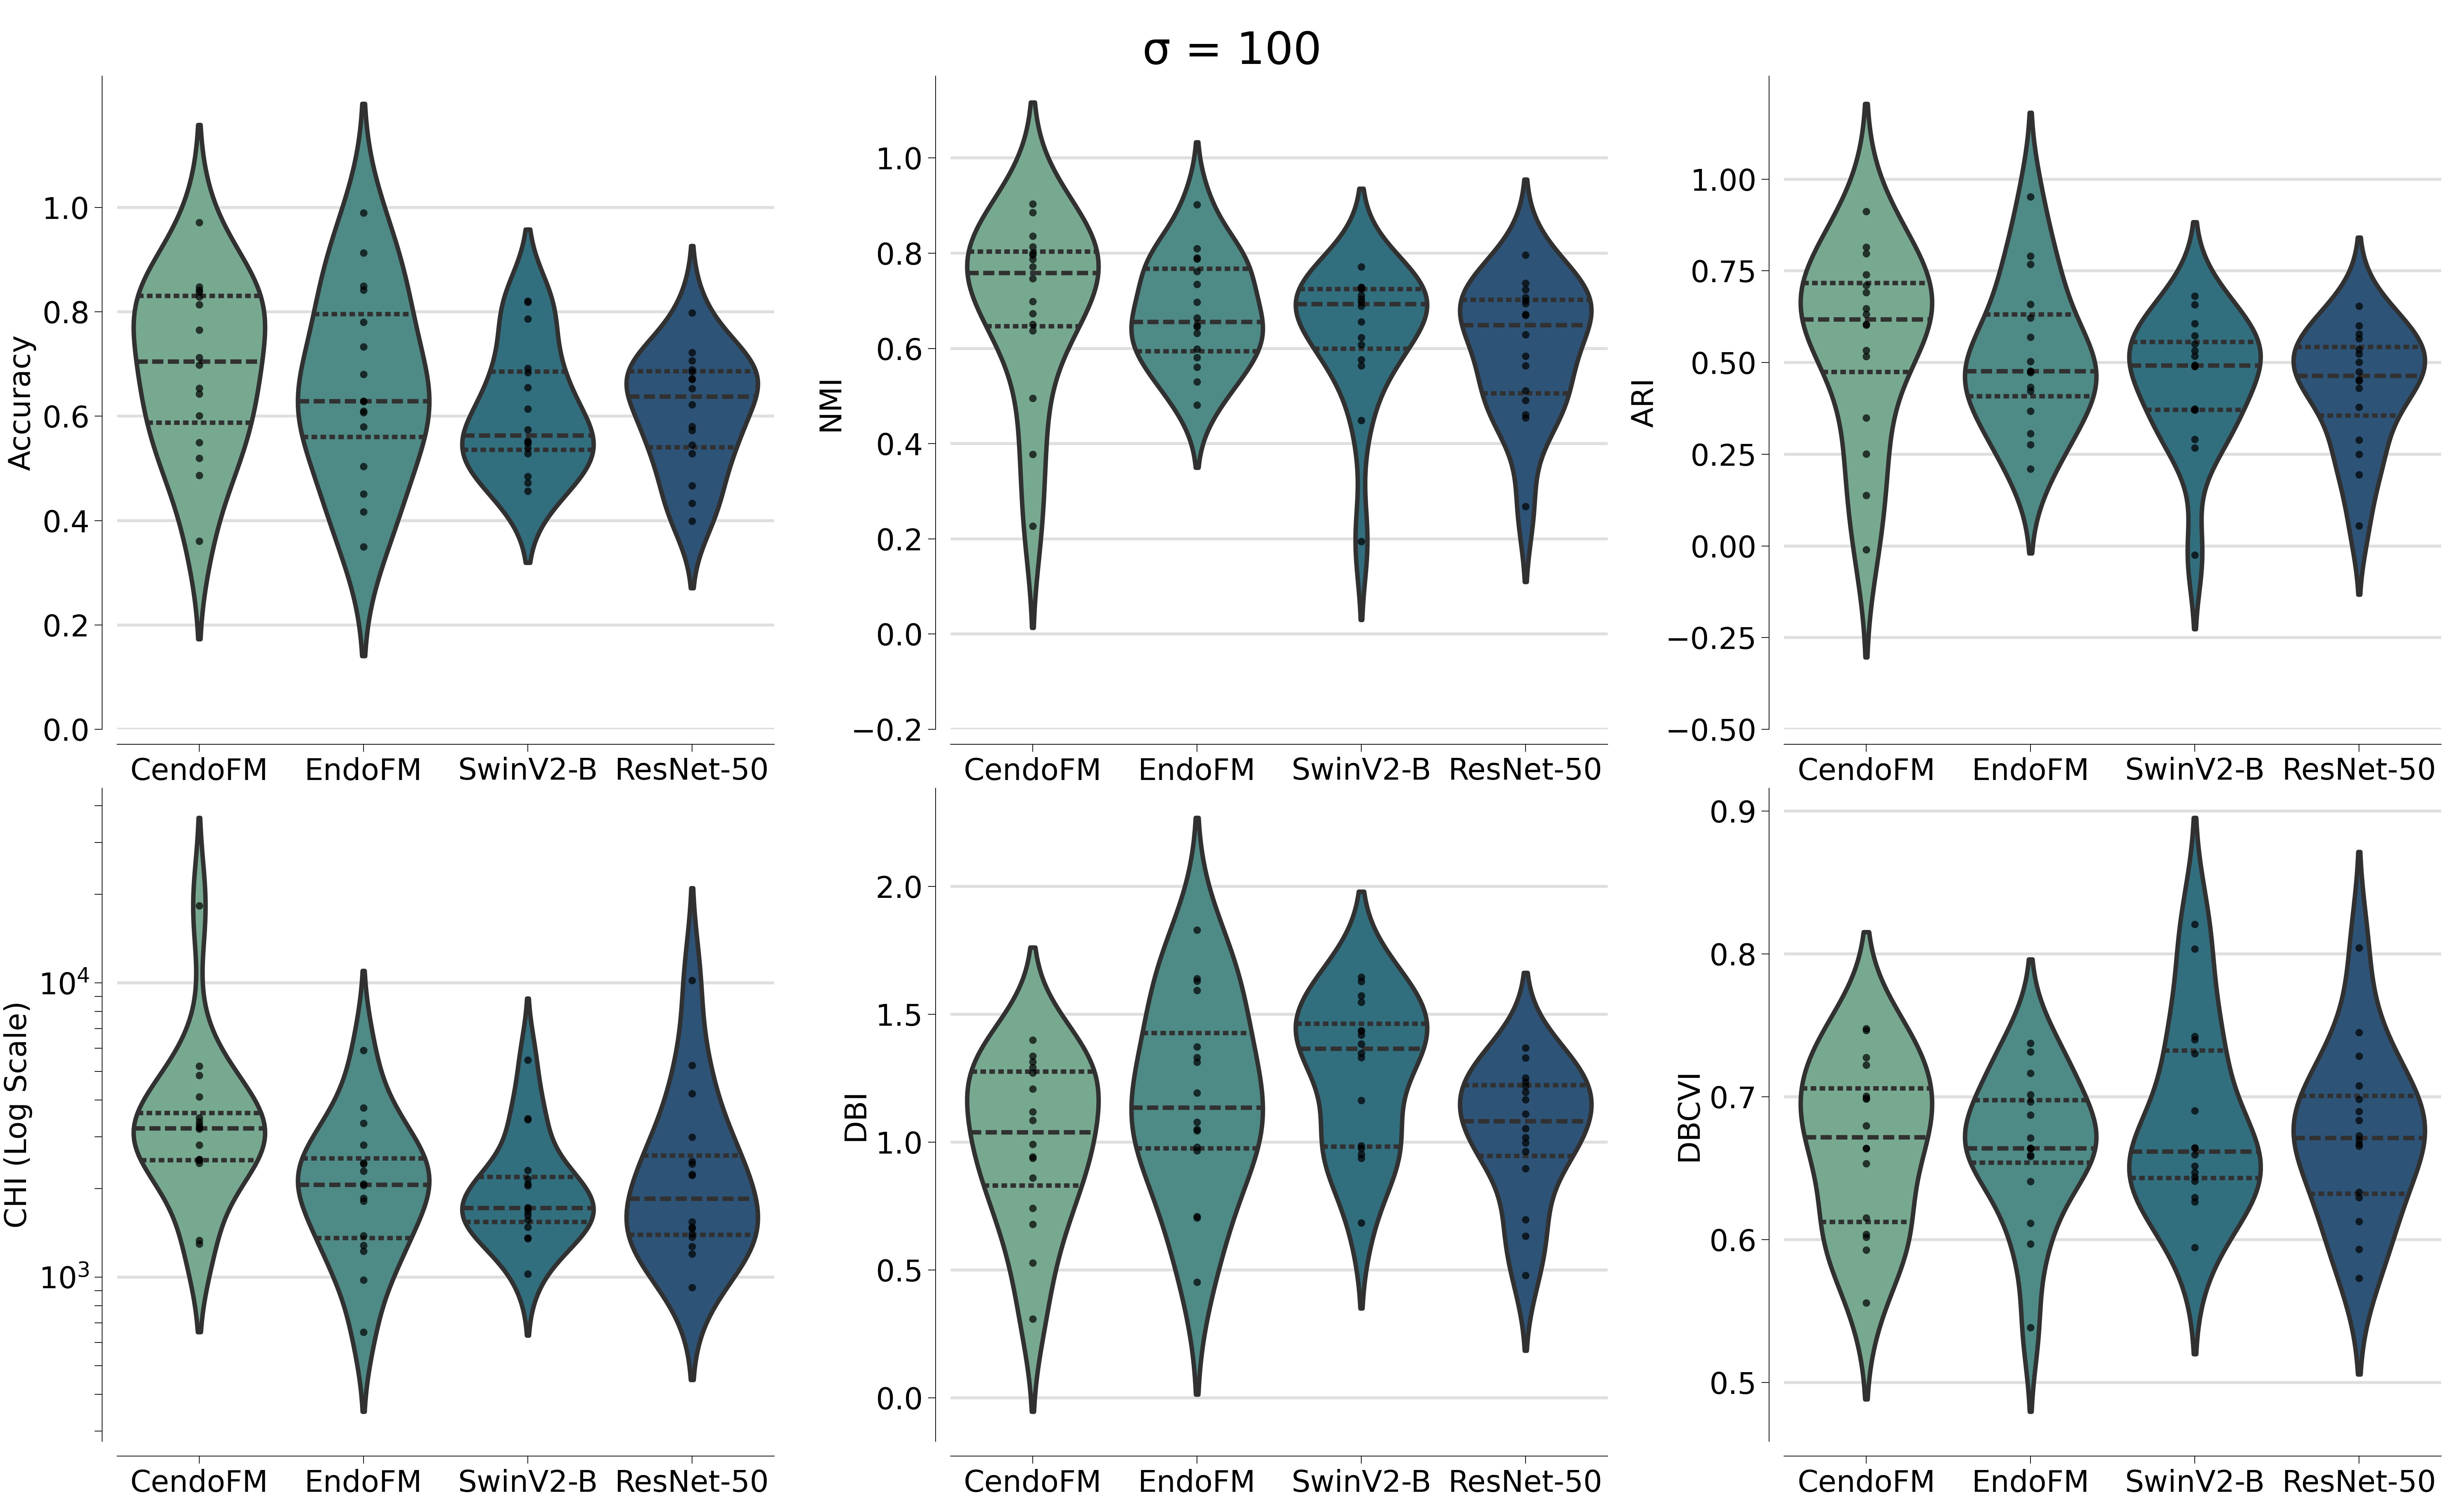 σ = 100
Accuracy
1.0
0.8
0.6
0.4
0.2
0.0
CendoFM EndoFM SwinV2-B ResNet-50
NMI
1.0
0.8
0.6
0.4
0.2
0.0
−0.2
CendoFM EndoFM SwinV2-B ResNet-50
ARI
1.00
0.75
0.50
0.25
0.00
−0.25
−0.50
CendoFM EndoFM SwinV2-B ResNet-50
CHI (Log Scale)
10⁴
10³
CendoFM EndoFM SwinV2-B ResNet-50
DBI
2.0
1.5
1.0
0.5
0.0
CendoFM EndoFM SwinV2-B ResNet-50
DBCVI
0.9
0.8
0.7
0.6
0.5
CendoFM EndoFM SwinV2-B ResNet-50